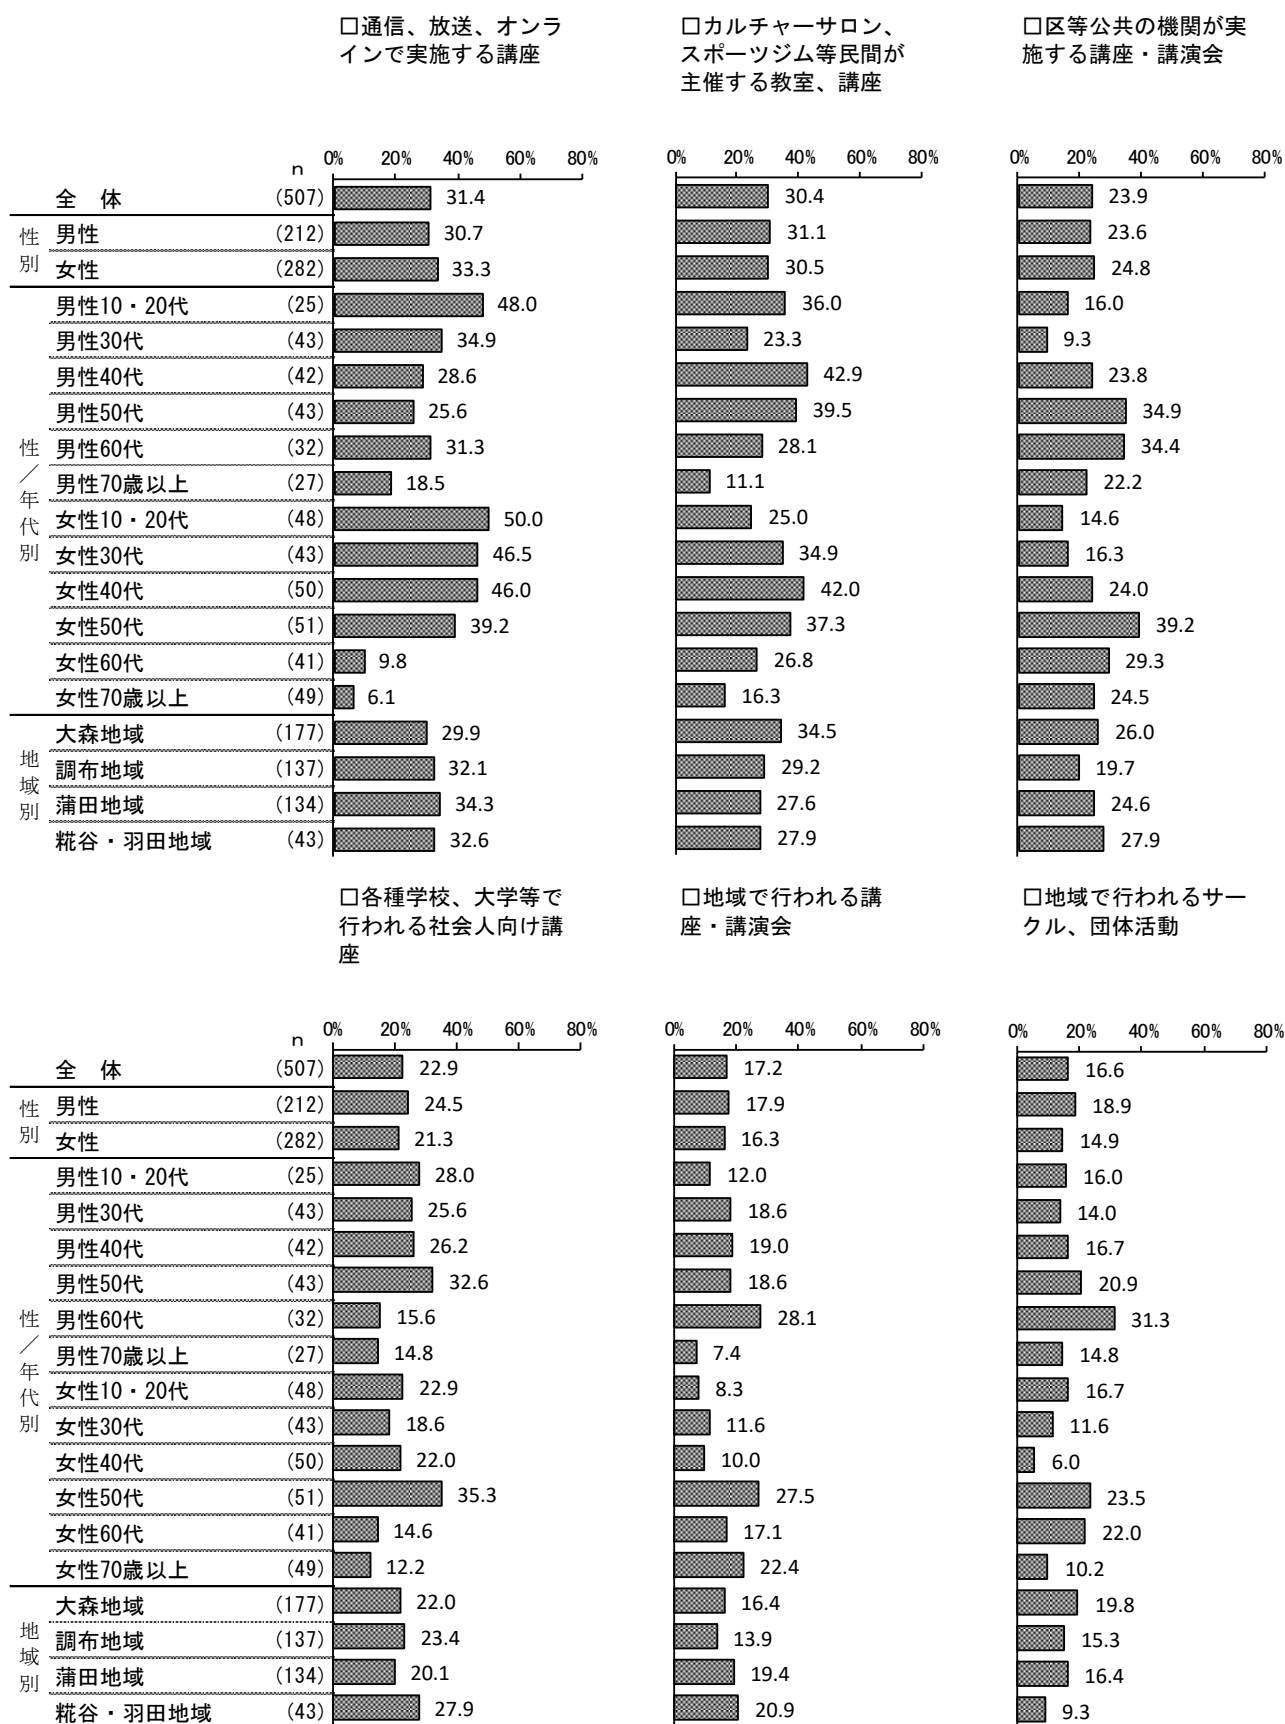 □通信、放送、オンラ
インで実施する講座
□カルチャーサロン、
スポーツジム等民間が
主催する教室、講座
□区等公共の機関が実
施する講座・講演会
n 0% 20% 40% 60% 80% 0% 20% 40% 60% 80% 0% 20% 40% 60% 80%
全 体 (507) 31.4 30.4 23.9
性別
男性 (212) 30.7 31.1 23.6
女性 (282) 33.3 30.5 24.8
性／年代別
男性10・20代 (25) 48.0 36.0 16.0
男性30代 (43) 34.9 23.3 9.3
男性40代 (42) 28.6 42.9 23.8
男性50代 (43) 25.6 39.5 34.9
男性60代 (32) 31.3 28.1 34.4
男性70歳以上 (27) 18.5 11.1 22.2
女性10・20代 (48) 50.0 25.0 14.6
女性30代 (43) 46.5 34.9 16.3
女性40代 (50) 46.0 42.0 24.0
女性50代 (51) 39.2 37.3 39.2
女性60代 (41) 9.8 26.8 29.3
女性70歳以上 (49) 6.1 16.3 24.5
地域別
大森地域 (177) 29.9 34.5 26.0
調布地域 (137) 32.1 29.2 19.7
蒲田地域 (134) 34.3 27.6 24.6
糀谷・羽田地域 (43) 32.6 27.9 27.9
□各種学校、大学等で
行われる社会人向け講
座
□地域で行われる講
座・講演会
□地域で行われるサー
クル、団体活動
n 0% 20% 40% 60% 80% 0% 20% 40% 60% 80% 0% 20% 40% 60% 80%
全 体 (507) 22.9 17.2 16.6
性別
男性 (212) 24.5 17.9 18.9
女性 (282) 21.3 16.3 14.9
性／年代別
男性10・20代 (25) 28.0 12.0 16.0
男性30代 (43) 25.6 18.6 14.0
男性40代 (42) 26.2 19.0 16.7
男性50代 (43) 32.6 18.6 20.9
男性60代 (32) 15.6 28.1 31.3
男性70歳以上 (27) 14.8 7.4 14.8
女性10・20代 (48) 22.9 8.3 16.7
女性30代 (43) 18.6 11.6 11.6
女性40代 (50) 22.0 10.0 6.0
女性50代 (51) 35.3 27.5 23.5
女性60代 (41) 14.6 17.1 22.0
女性70歳以上 (49) 12.2 22.4 10.2
地域別
大森地域 (177) 22.0 16.4 19.8
調布地域 (137) 23.4 13.9 15.3
蒲田地域 (134) 20.1 19.4 16.4
糀谷・羽田地域 (43) 27.9 20.9 9.3